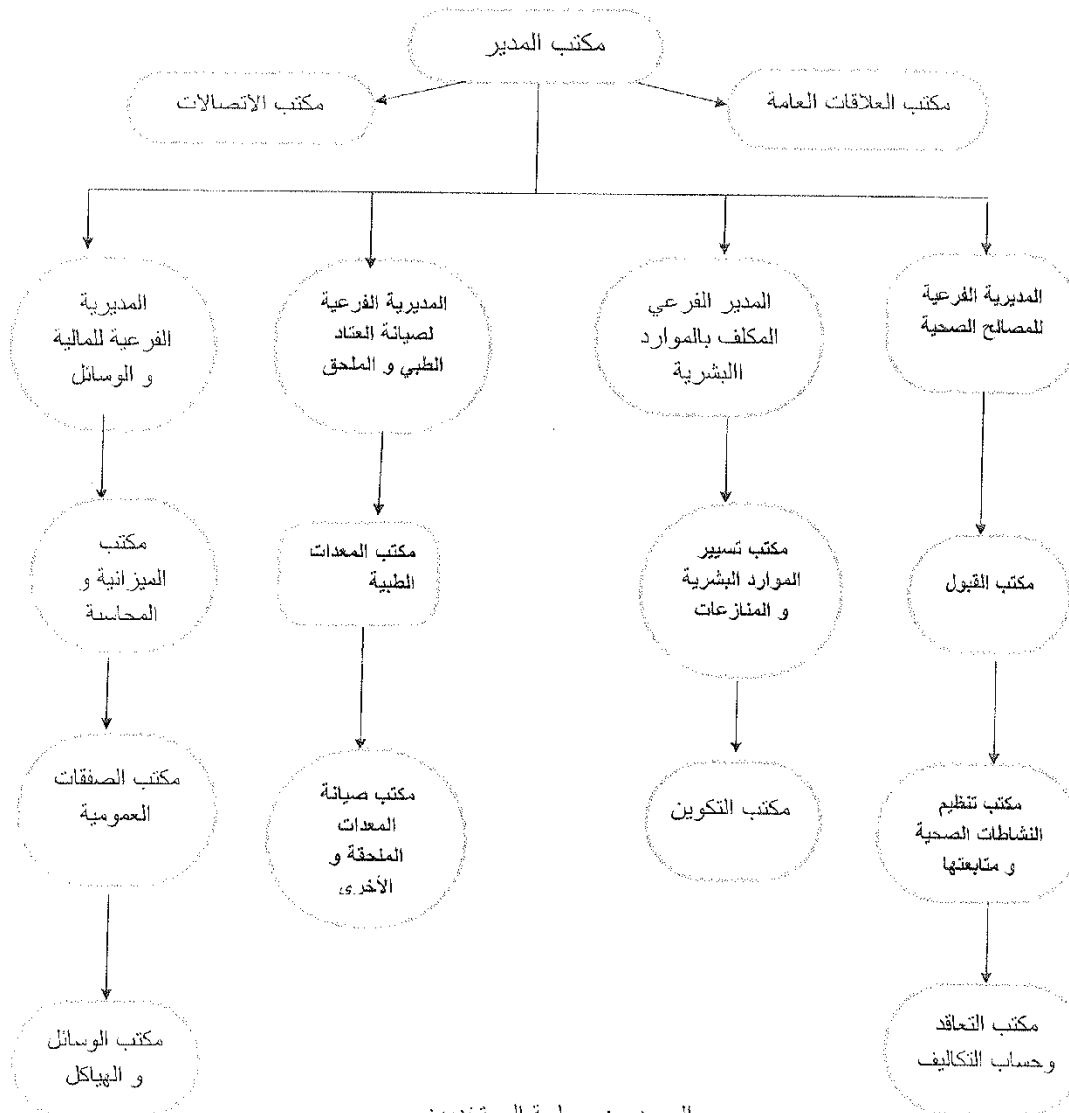 مكتب المدير
مكتب العلاقات العامة
مكتب الاتصالات
المديرية الفرعية
للمصالح الصحية
المدير الفرعي
المكلف بالموارد
االبشرية
المديرية الفرعية
لصيانة العتاد
الطبي و الملحق
المديرية
الفرعية للمالية
و الوسائل
مكتب القبول
مكتب تسيير
الموارد البشرية
و المنازعات
مكتب المعدات
الطبية
مكتب
الميزانية و
المحاسبة
مكتب تنظيم
النشاطات الصحية
و متابعتها
مكتب التكوين
مكتب صيانة
المعدات
الملحقة و
الأخرى
مكتب الصفقات
العمومية
مكتب التعاقد
وحساب التكاليف
مكتب الوسائل
و الهياكل